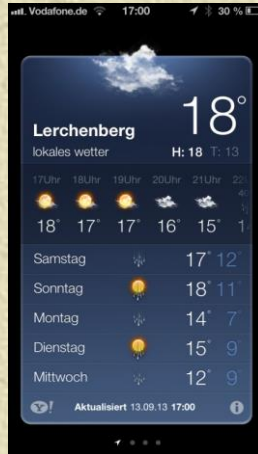 Vodafone.de 17:00 30 %
18°
Lerchenberg
lokales wetter H: 18 T: 13
17Uhr 18Uhr 19Uhr 20Uhr 21Uhr
18° 17° 17° 16° 15°
Samstag 17° 12°
Sonntag 18° 11°
Montag 14° 7°
Dienstag 15° 9°
Mittwoch 12° 9°
Y! Aktualisiert 13.09.13 17:00 i